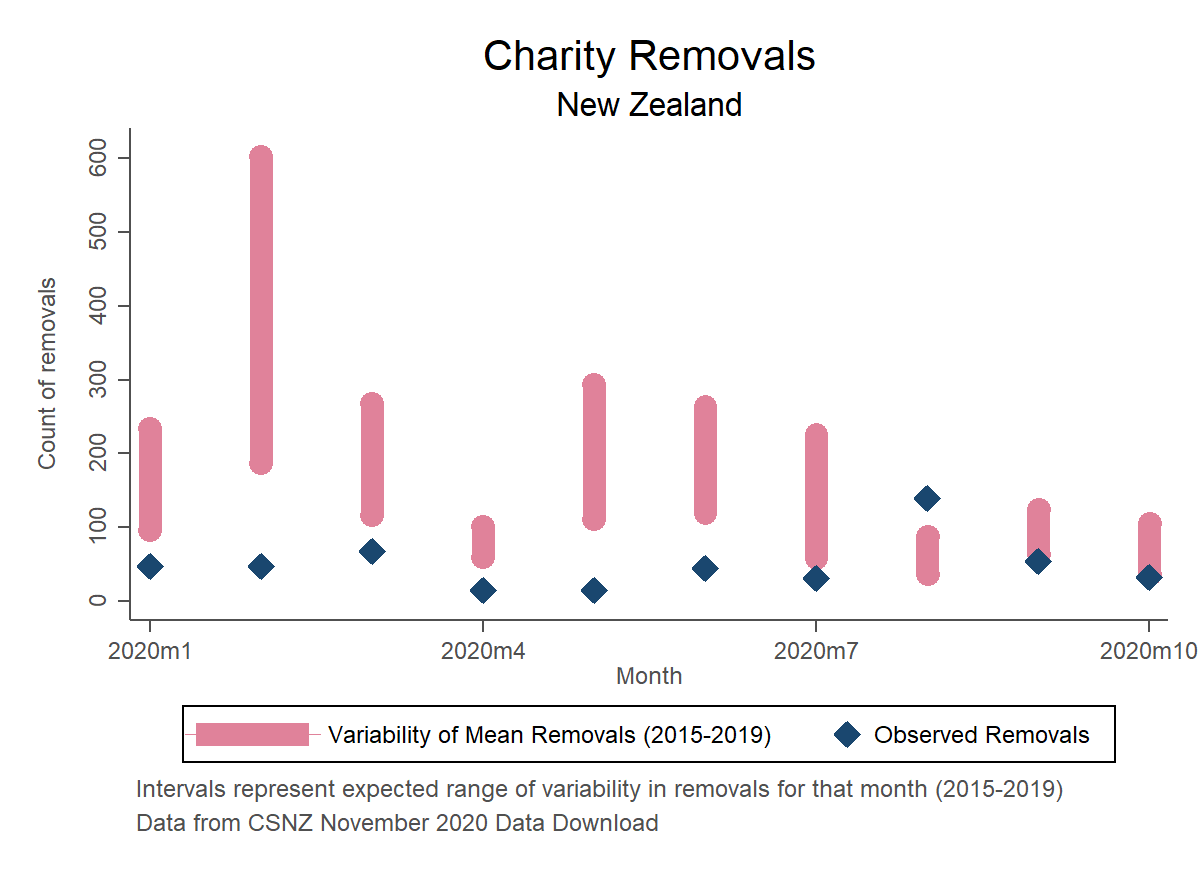 Charity Removals
New Zealand
Count of removals
600
500
400
300
200
100
0
2020m1 2020m4 2020m7 2020m10
Month
Variability of Mean Removals (2015-2019) Observed Removals
Intervals represent expected range of variability in removals for that month (2015-2019)
Data from CSNZ November 2020 Data Download